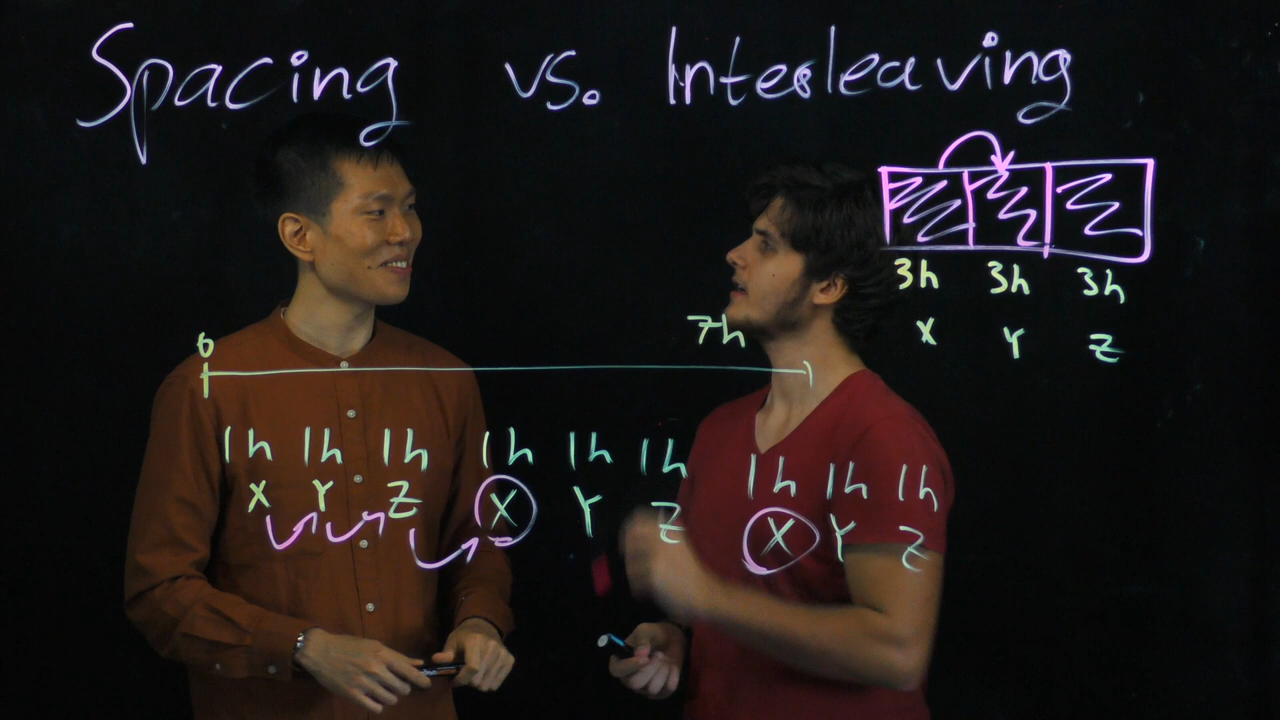 Spacing vs. Interleaving
3h 3h 3h
X Y Z
0 7h
1h 1h 1h 1h 1h 1h 1h 1h 1h
X Y Z X Y Z X Y Z